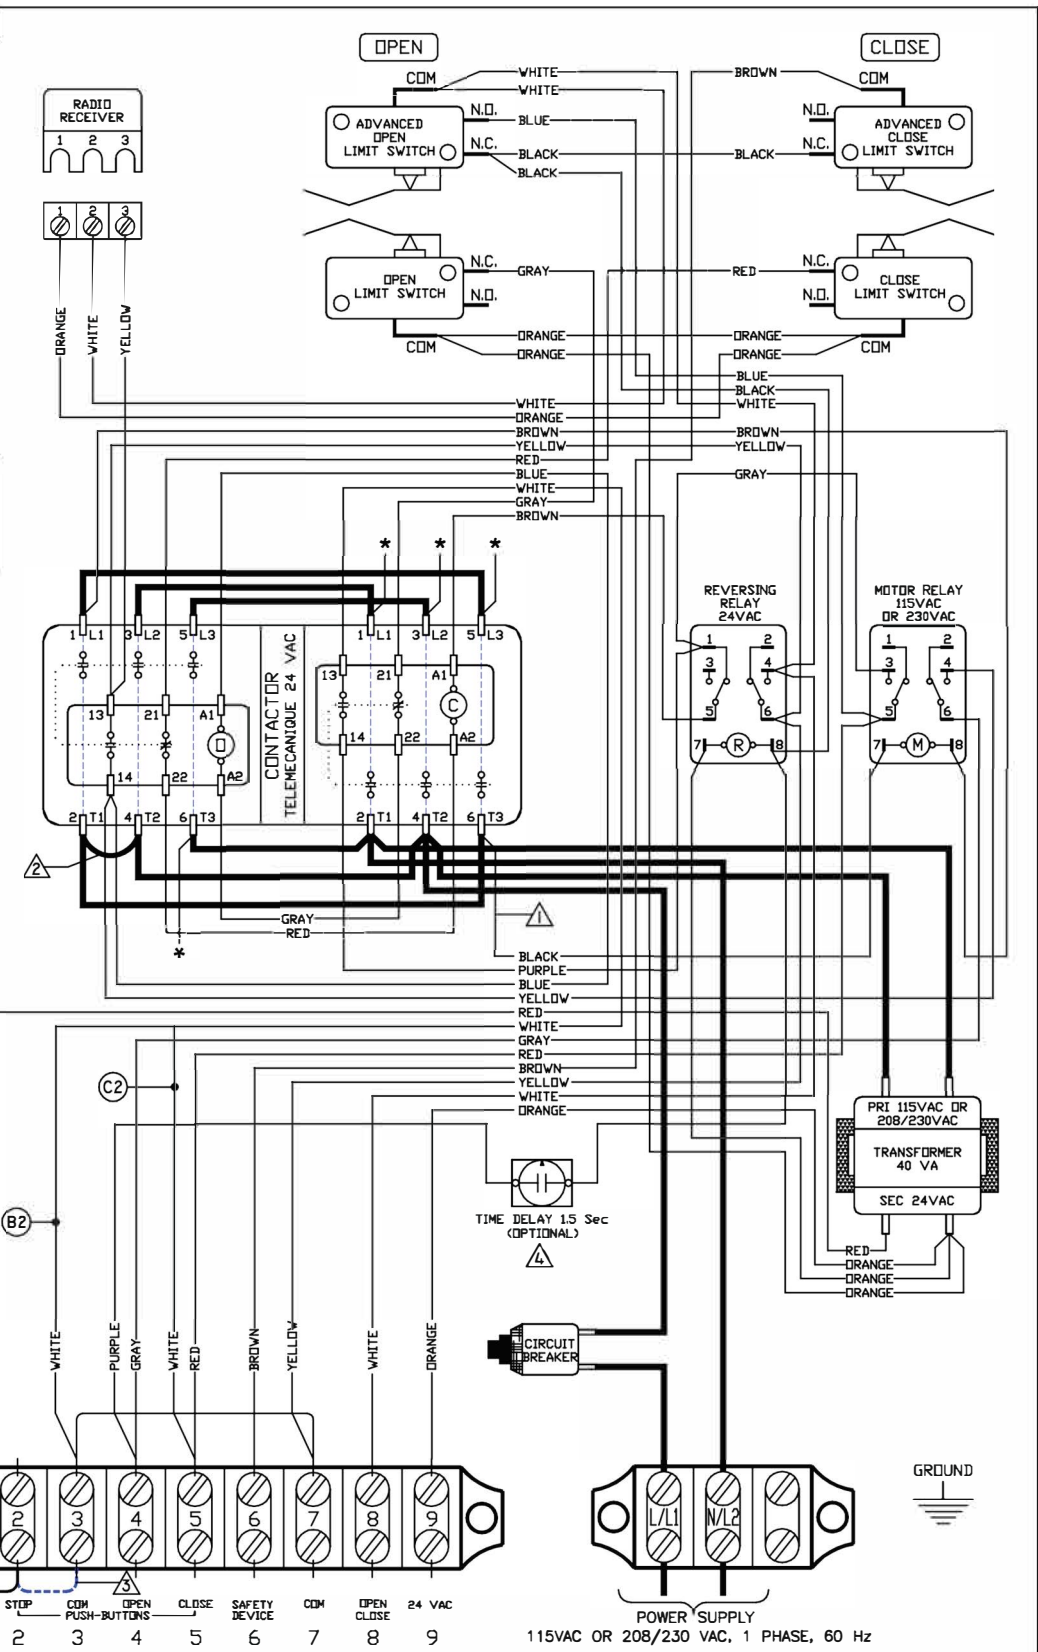 OPEN
CLOSE
RADIO
RECEIVER
1 2 3
1 2 3
ORANGE
WHITE
YELLOW
COM
WHITE
WHITE
BROWN
COM
N.O.
BLUE
N.O.
ADVANCED
OPEN
LIMIT SWITCH
N.C.
BLACK
BLACK
BLACK
N.C.
ADVANCED
CLOSE
LIMIT SWITCH
OPEN
LIMIT SWITCH
N.C.
GRAY
N.O.
RED
N.C.
N.O.
CLOSE
LIMIT SWITCH
COM
ORANGE
ORANGE
ORANGE
ORANGE
COM
BLUE
BLACK
WHITE WHITE
ORANGE
BROWN BROWN
YELLOW YELLOW
RED
BLUE
WHITE
GRAY
BROWN
GRAY
* * *
1 L1 3 L2 5 L3
13 21 A1
O
14 22 A2
2 T1 4 T2 6 T3
CONTACTOR
TELEMECANIQUE 24 VAC
1 L1 3 L2 5 L3
13 21 A1
C
14 22 A2
2 T1 4 T2 6 T3
REVERSING
RELAY
24VAC
1 2
3 4
5 6
7 R 8
MOTOR RELAY
115VAC
OR 230VAC
1 2
3 4
5 6
7 M 8
2
GRAY
RED
1
*
BLACK
PURPLE
BLUE
YELLOW
RED
WHITE
GRAY
RED
BROWN
YELLOW
WHITE
ORANGE
C2
B2
TIME DELAY 1.5 Sec
(OPTIONAL)
4
PRI 115VAC OR
208/230VAC
TRANSFORMER
40 VA
SEC 24VAC
RED
ORANGE
ORANGE
ORANGE
CIRCUIT
BREAKER
WHITE
PURPLE
GRAY
WHITE
RED
BROWN
YELLOW
WHITE
ORANGE
2 3 4 5 6 7 8 9
L/L1 N/L2
GROUND
3
STOP
COM
OPEN
CLOSE
PUSH-BUTTONS
SAFETY
DEVICE
COM
OPEN
CLOSE
24 VAC
2 3 4 5 6 7 8 9
POWER SUPPLY
115VAC OR 208/230 VAC, 1 PHASE, 60 Hz